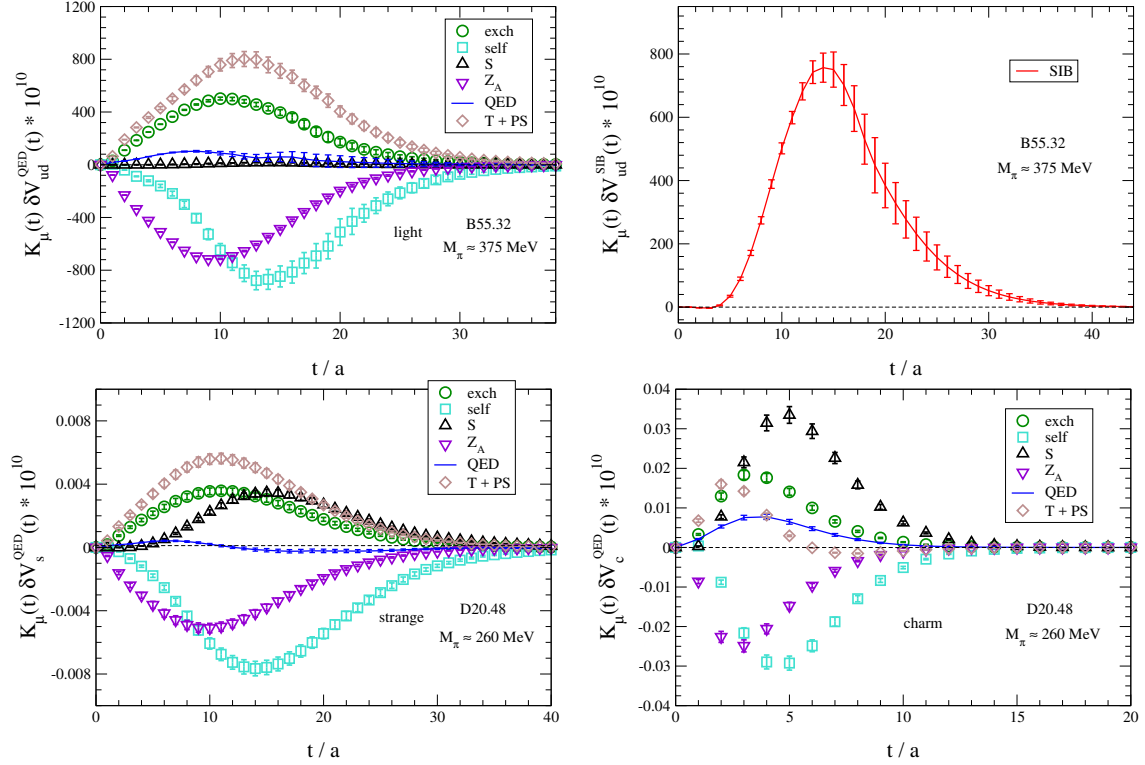 1200
800
400
0
-400
-800
-1200
0
10
20
30
K_μ(t) δV_ud^QED(t) * 10^10
t / a
exch
self
S
Z_A
QED
T + PS
light
B55.32
M_π ≈ 375 MeV
800
600
400
200
0
0
10
20
30
40
K_μ(t) δV_ud^SIB(t) * 10^10
t / a
SIB
B55.32
M_π ≈ 375 MeV
0.008
0.004
0
-0.004
-0.008
0
10
20
30
40
K_μ(t) δV_s^QED(t) * 10^10
t / a
exch
self
S
Z_A
QED
T + PS
strange
D20.48
M_π ≈ 260 MeV
0.04
0.03
0.02
0.01
0.0
-0.01
-0.02
-0.03
-0.04
0
5
10
15
20
K_μ(t) δV_c^QED(t) * 10^10
t / a
exch
self
S
Z_A
QED
T + PS
charm
D20.48
M_π ≈ 260 MeV